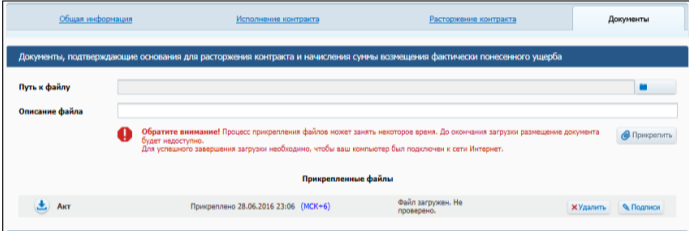 Общая информация Исполнение контракта Расторжение контракта Документы
Документы, подтверждающие основания для расторжения контракта и начисления суммы возмещения фактически понесенного ущерба
Путь к файлу
Описание файла
Обратите внимание! Процесс прикрепления файлов может занять некоторое время. До окончания загрузки размещение документа
будет недоступно.
Для успешного завершения загрузки необходимо, чтобы ваш компьютер был подключен к сети Интернет.
Прикрепить
Прикрепленные файлы
Акт Прикреплено 28.06.2016 23:06 (МСК+6) Файл загружен. Не
проверено.
Удалить Подписи